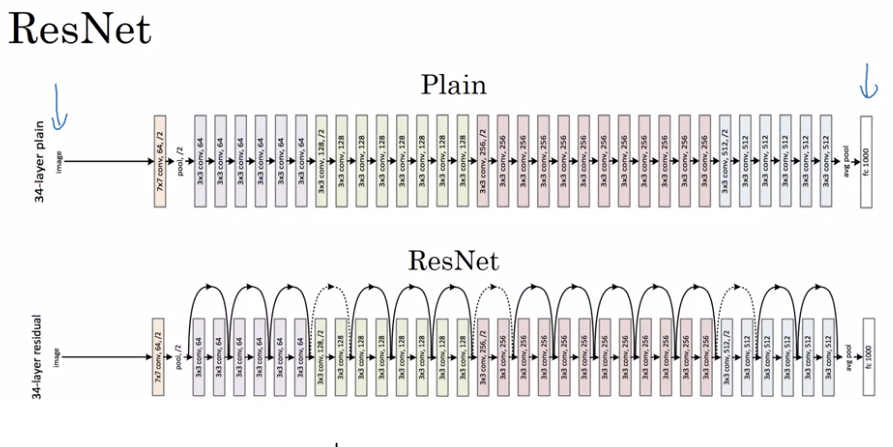 ResNet
Plain
34-layer plain
image
7x7 conv, 64, /2
pool, /2
3x3 conv, 64
3x3 conv, 64
3x3 conv, 64
3x3 conv, 64
3x3 conv, 64
3x3 conv, 64
3x3 conv, 128, /2
3x3 conv, 128
3x3 conv, 128
3x3 conv, 128
3x3 conv, 128
3x3 conv, 128
3x3 conv, 128
3x3 conv, 128
3x3 conv, 256, /2
3x3 conv, 256
3x3 conv, 256
3x3 conv, 256
3x3 conv, 256
3x3 conv, 256
3x3 conv, 256
3x3 conv, 256
3x3 conv, 256
3x3 conv, 256
3x3 conv, 256
3x3 conv, 256
3x3 conv, 512, /2
3x3 conv, 512
3x3 conv, 512
3x3 conv, 512
3x3 conv, 512
3x3 conv, 512
avg pool
fc 1000
ResNet
34-layer residual
image
7x7 conv, 64, /2
pool, /2
3x3 conv, 64
3x3 conv, 64
3x3 conv, 64
3x3 conv, 64
3x3 conv, 64
3x3 conv, 64
3x3 conv, 128, /2
3x3 conv, 128
3x3 conv, 128
3x3 conv, 128
3x3 conv, 128
3x3 conv, 128
3x3 conv, 128
3x3 conv, 128
3x3 conv, 256, /2
3x3 conv, 256
3x3 conv, 256
3x3 conv, 256
3x3 conv, 256
3x3 conv, 256
3x3 conv, 256
3x3 conv, 256
3x3 conv, 256
3x3 conv, 256
3x3 conv, 256
3x3 conv, 256
3x3 conv, 512, /2
3x3 conv, 512
3x3 conv, 512
3x3 conv, 512
3x3 conv, 512
3x3 conv, 512
avg pool
fc 1000